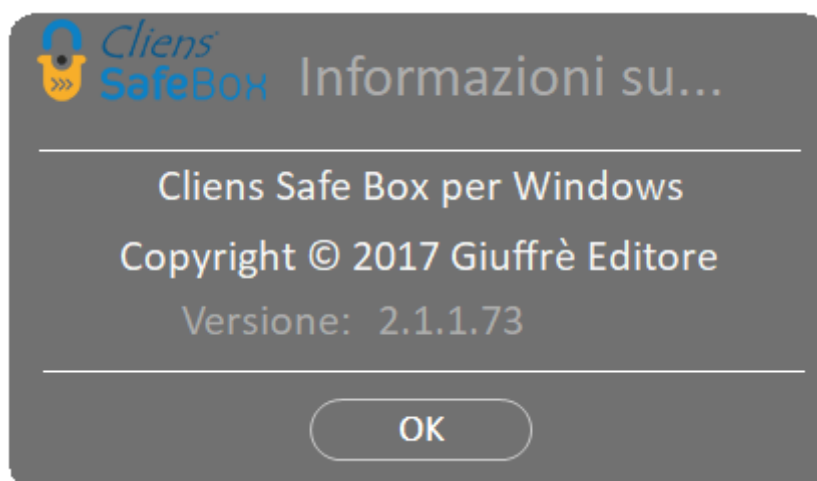 Cliens
SafeBox
Informazioni su...
Cliens Safe Box per Windows
Copyright © 2017 Giuffrè Editore
Versione: 2.1.1.73
OK